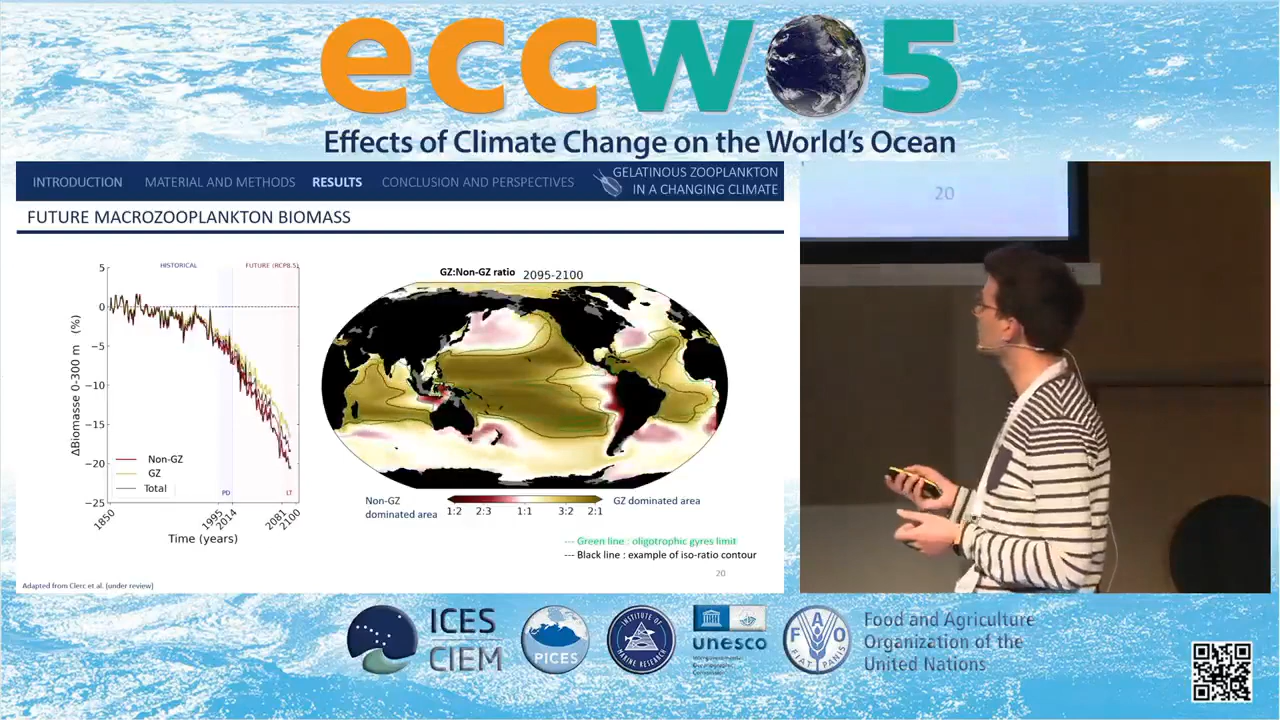 eccwo5
Effects of Climate Change on the World's Ocean
INTRODUCTION
MATERIAL AND METHODS
RESULTS
CONCLUSION AND PERSPECTIVES
GELATINOUS ZOOPLANKTON
IN A CHANGING CLIMATE
FUTURE MACROZOOPLANKTON BIOMASS
HISTORICAL
FUTURE (RCP8.5)
5
0
−5
−10
−15
−20
−25
ΔBiomasse 0-300 m (%)
Non-GZ
GZ
Total
PD
LT
1850
1995
2014
2081
2100
Time (years)
GZ:Non-GZ ratio 2095-2100
Non-GZ
dominated area
1:2 2:3 1:1 3:2 2:1
GZ dominated area
--- Green line : oligotrophic gyres limit
--- Black line : example of iso-ratio contour
20
Adapted from Clerc et al. (under review)
20
ICES
CIEM
PICES
INSTITUTE OF
MARINE RESEARCH
unesco
Intergovernmental
Oceanographic
Commission
FAO
FIAT PANIS
Food and Agriculture
Organization of the
United Nations